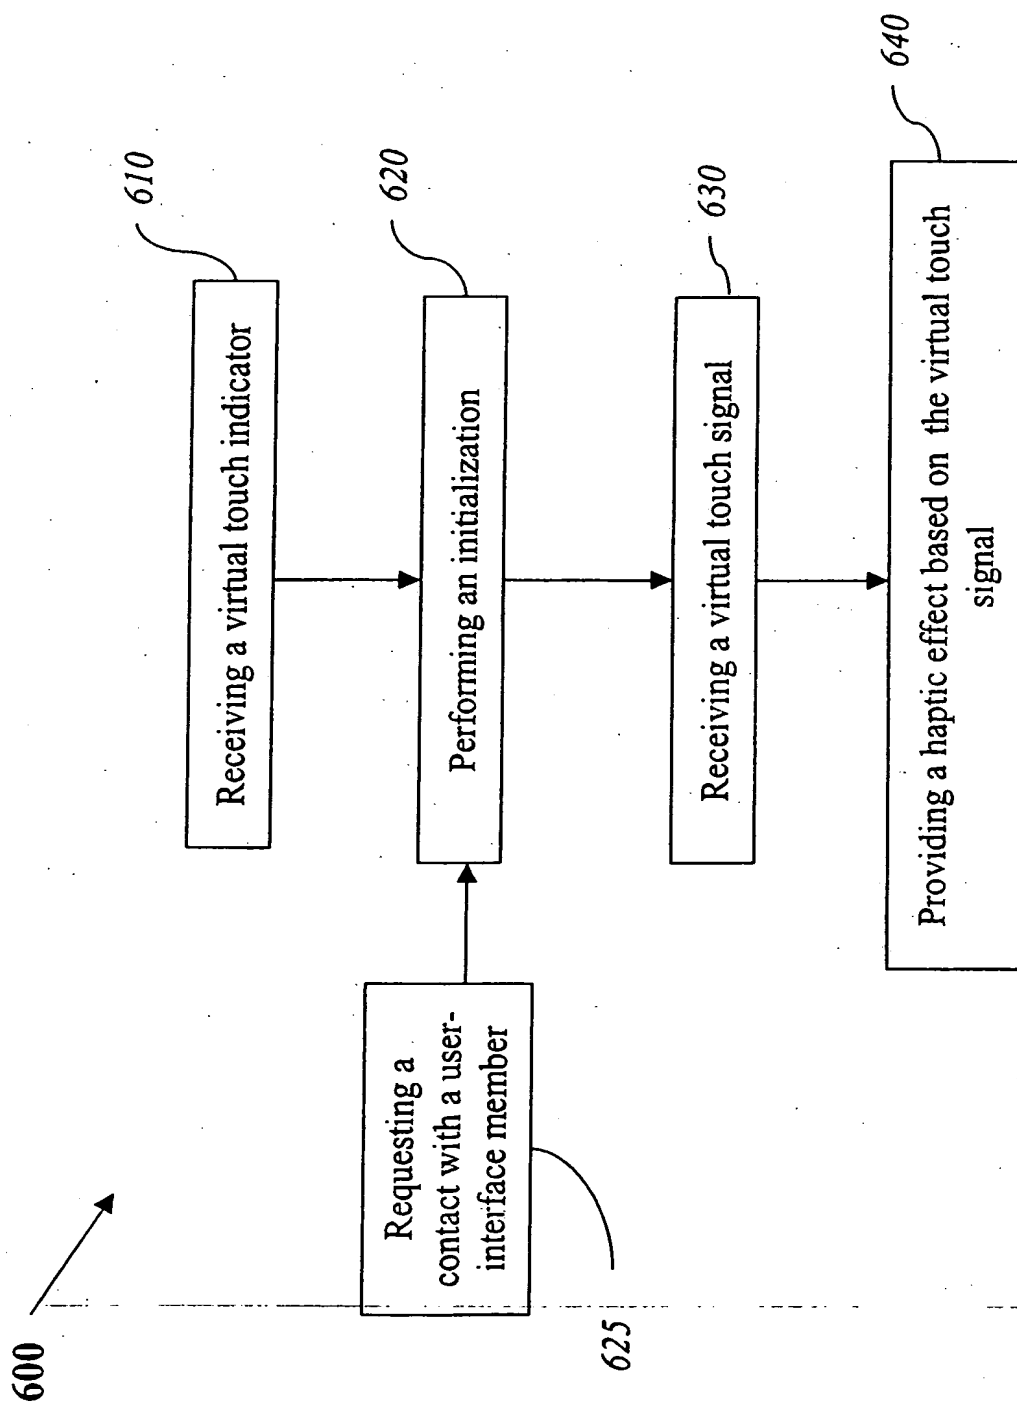 600
610
Receiving a virtual touch indicator
620
Performing an initialization
Requesting a
contact with a user-
interface member
625
630
Receiving a virtual touch signal
640
Providing a haptic effect based on the virtual touch
signal